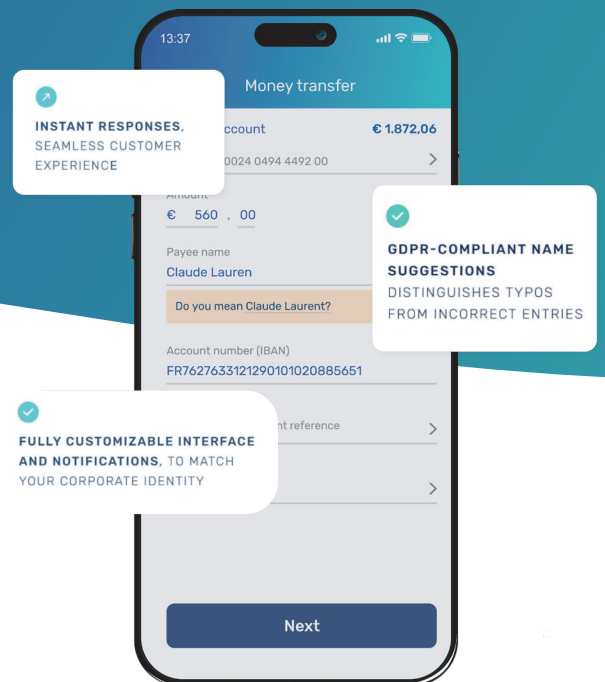 13:37
Money transfer
INSTANT RESPONSES,
SEAMLESS CUSTOMER
EXPERIENCE
ccount € 1.872,06
0024 0494 4492 00
Amount
€ 560 , 00
Payee name
Claude Lauren
Do you mean Claude Laurent?
GDPR-COMPLIANT NAME
SUGGESTIONS
DISTINGUISHES TYPOS
FROM INCORRECT ENTRIES
Account number (IBAN)
FR7627633121290101020885651
nt reference
FULLY CUSTOMIZABLE INTERFACE
AND NOTIFICATIONS, TO MATCH
YOUR CORPORATE IDENTITY
Next